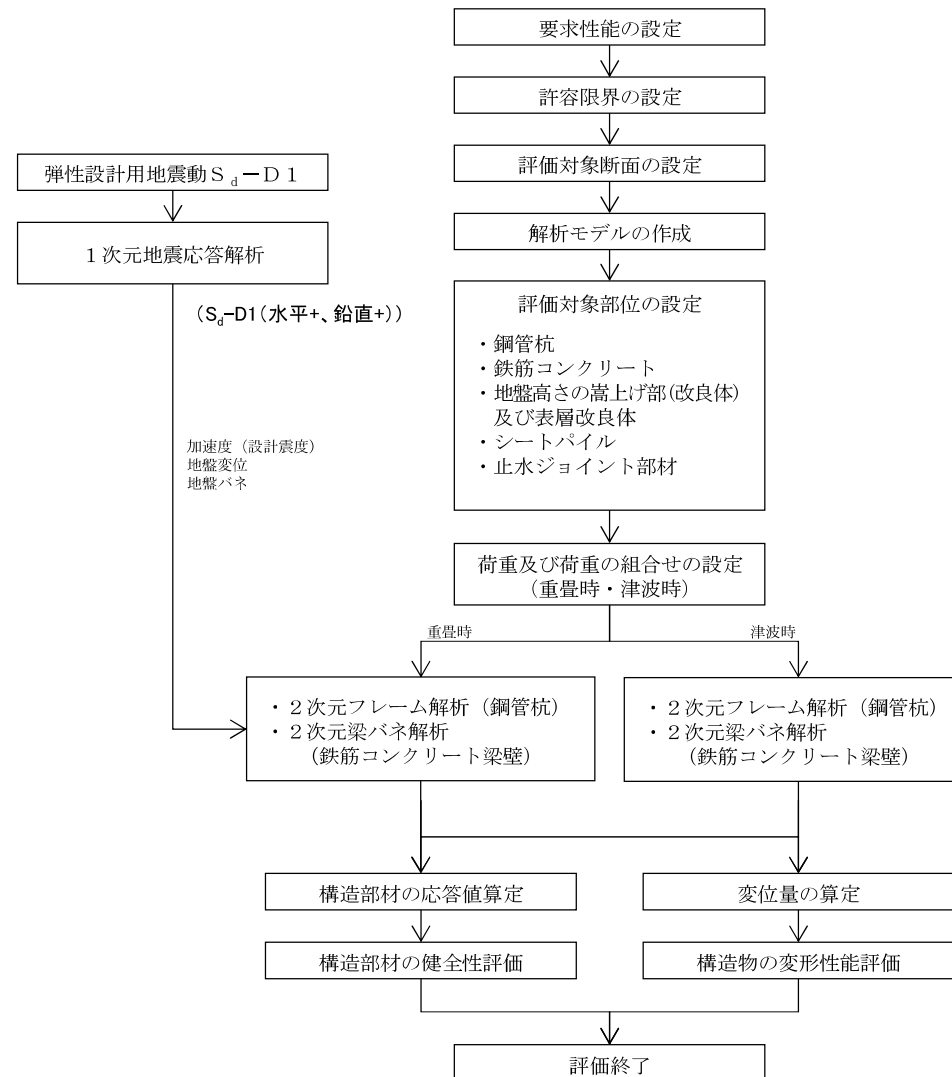 要求性能の設定
許容限界の設定
評価対象断面の設定
解析モデルの作成
評価対象部位の設定
・鋼管杭
・鉄筋コンクリート
・地盤高さの嵩上げ部(改良体)
及び表層改良体
・シートパイル
・止水ジョイント部材
弾性設計用地震動Sd−D1
1次元地震応答解析
(Sd-D1(水平+、鉛直+))
加速度(設計震度)
地盤変位
地盤バネ
荷重及び荷重の組合せの設定
(重畳時・津波時)
重畳時
津波時
・2次元フレーム解析(鋼管杭)
・2次元梁バネ解析
(鉄筋コンクリート梁壁)
・2次元フレーム解析(鋼管杭)
・2次元梁バネ解析
(鉄筋コンクリート梁壁)
構造部材の応答値算定
変位量の算定
構造部材の健全性評価
構造物の変形性能評価
評価終了